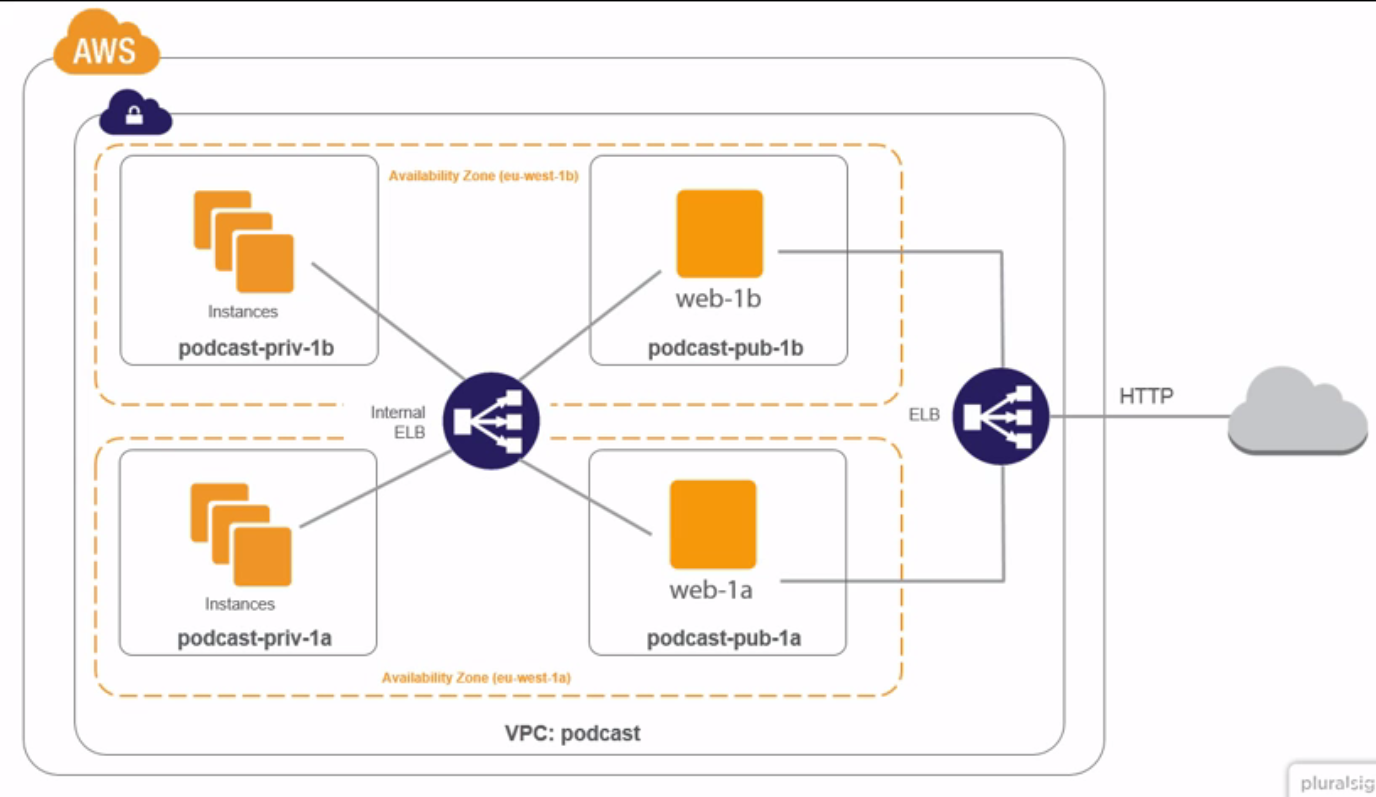 AWS
Availability Zone (eu-west-1b)
Instances
podcast-priv-1b
web-1b
podcast-pub-1b
Internal
ELB
ELB
HTTP
Instances
podcast-priv-1a
web-1a
podcast-pub-1a
Availability Zone (eu-west-1a)
VPC: podcast
pluralsig